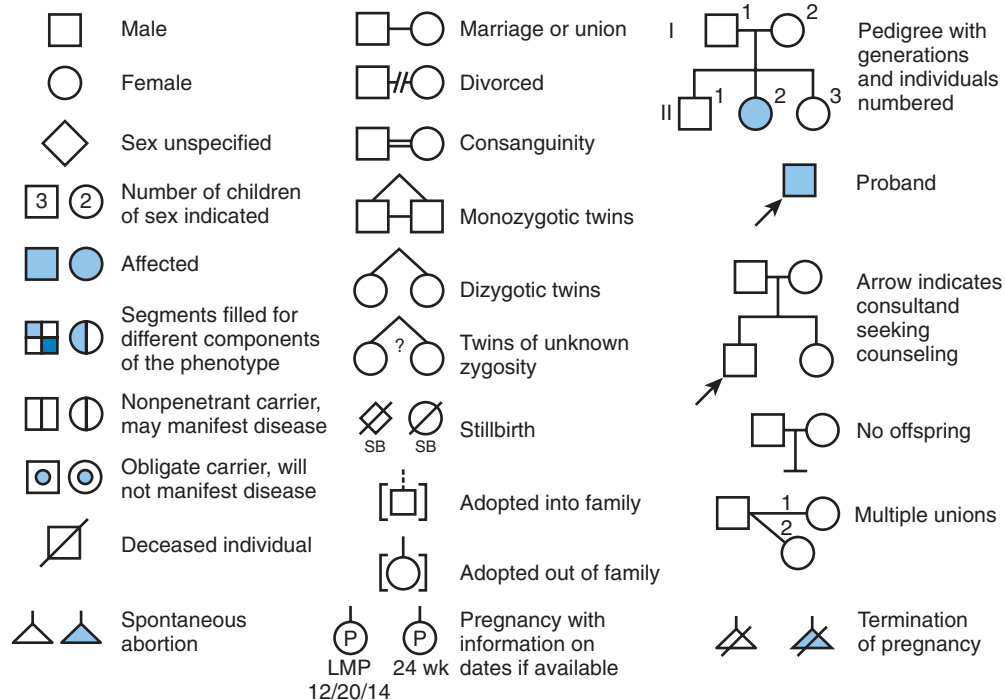 Male
Female
Sex unspecified
3 2 Number of children
of sex indicated
Affected
Segments filled for
different components
of the phenotype
Nonpenetrant carrier,
may manifest disease
Obligate carrier, will
not manifest disease
Deceased individual
Spontaneous
abortion
Marriage or union
Divorced
Consanguinity
Monozygotic twins
Dizygotic twins
? Twins of unknown
zygosity
Stillbirth
SB SB
Adopted into family
Adopted out of family
P P Pregnancy with
information on
LMP 24 wk dates if available
12/20/14
I 1 2 Pedigree with
generations
and individuals
numbered
II 1 2 3
Proband
Arrow indicates
consultand
seeking
counseling
No offspring
1 Multiple unions
2
Termination
of pregnancy